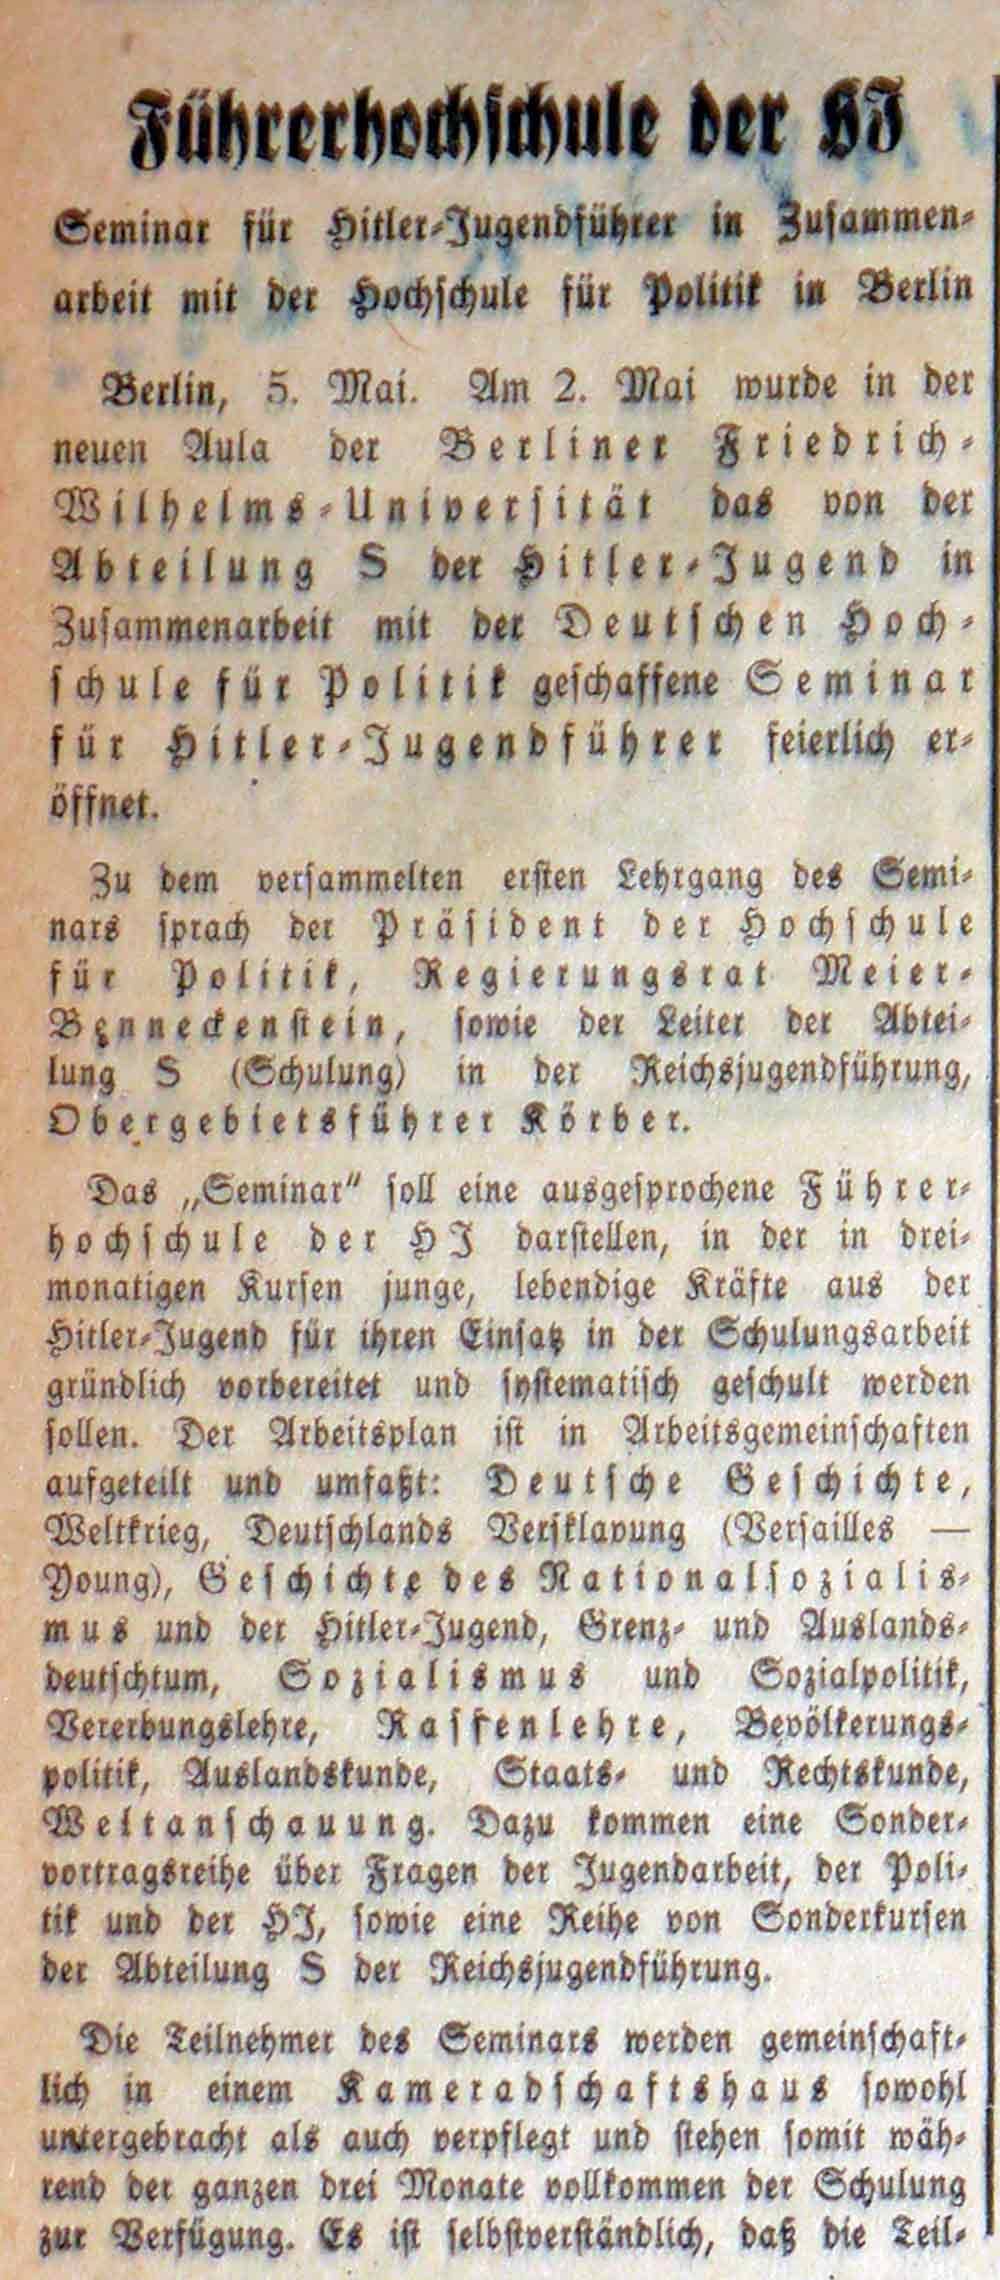 Führerhochschule der HJ
Seminar für Hitler-Jugendführer in Zusammen-
arbeit mit der Hochschule für Politik in Berlin
Berlin, 5. Mai. Am 2. Mai wurde in der
neuen Aula der Berliner Friedrich-
Wilhelms-Universität das von der
Abteilung S der Hitler-Jugend in
Zusammenarbeit mit der Deutschen Hoch-
schule für Politik geschaffene Seminar
für Hitler-Jugendführer feierlich er-
öffnet.
Zu dem versammelten ersten Lehrgang des Semi-
nars sprach der Präsident der Hochschule
für Politik, Regierungsrat Meier-
Benneckenstein, sowie der Leiter der Abtei-
lung S (Schulung) in der Reichsjugendführung,
Obergebietsführer Körber.
Das „Seminar" soll eine ausgesprochene Führer-
hochschule der HJ darstellen, in der in drei-
monatigen Kursen junge, lebendige Kräfte aus der
Hitler-Jugend für ihren Einsatz in der Schulungsarbeit
gründlich vorbereitet und systematisch geschult werden
sollen. Der Arbeitsplan ist in Arbeitsgemeinschaften
aufgeteilt und umfaßt: Deutsche Geschichte,
Weltkrieg, Deutschlands Versklavung (Versailles —
Young), Geschichte des Nationalsozialis-
mus und der Hitler-Jugend, Grenz- und Auslands-
deutschtum, Sozialismus und Sozialpolitik,
Vererbungslehre, Rassenlehre, Bevölkerungs-
politik, Auslandskunde, Staats- und Rechtskunde,
Weltanschauung. Dazu kommen eine Sonder-
vortragsreihe über Fragen der Jugendarbeit, der Poli-
tik und der HJ, sowie eine Reihe von Sonderkursen
der Abteilung S der Reichsjugendführung.
Die Teilnehmer des Seminars werden gemeinschaft-
lich in einem Kameradschaftshaus sowohl
untergebracht als auch verpflegt und stehen somit wäh-
rend der ganzen drei Monate vollkommen der Schulung
zur Verfügung. Es ist selbstverständlich, daß die Teil-